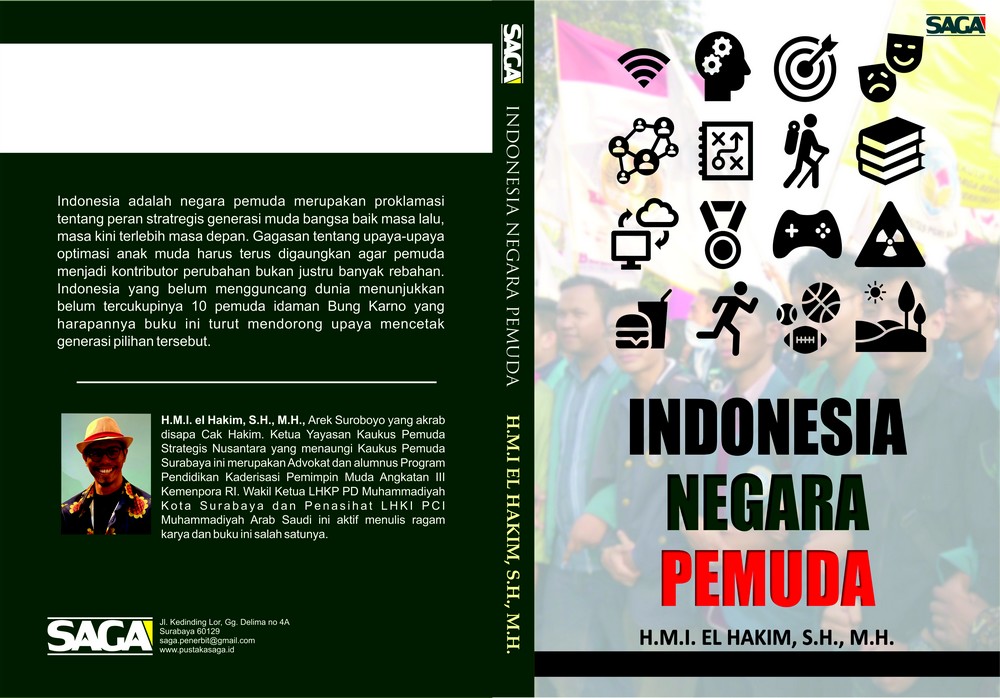 Indonesia adalah negara pemuda merupakan proklamasi
tentang peran stratregis generasi muda bangsa baik masa lalu,
masa kini terlebih masa depan. Gagasan tentang upaya-upaya
optimasi anak muda harus terus digaungkan agar pemuda
menjadi kontributor perubahan bukan justru banyak rebahan.
Indonesia yang belum mengguncang dunia menunjukkan
belum tercukupinya 10 pemuda idaman Bung Karno yang
harapannya buku ini turut mendorong upaya mencetak
generasi pilihan tersebut.
H.M.I. el Hakim, S.H., M.H., Arek Suroboyo yang akrab
disapa Cak Hakim. Ketua Yayasan Kaukus Pemuda
Strategis Nusantara yang menaungi Kaukus Pemuda
Surabaya ini merupakan Advokat dan alumnus Program
Pendidikan Kaderisasi Pemimpin Muda Angkatan III
Kemenpora RI. Wakil Ketua LHKP PD Muhammadiyah
Kota Surabaya dan Penasihat LHKI PCI
Muhammadiyah Arab Saudi ini aktif menulis ragam
karya dan buku ini salah satunya.
SAGA
Jl. Kedinding Lor, Gg. Delima no 4A
Surabaya 60129
saga.penerbit@gmail.com
www.pustakasaga.id
SAGA
INDONESIA NEGARA PEMUDA
H.M.I EL HAKIM, S.H., M.H.
SAGA
INDONESIA
NEGARA
PEMUDA
H.M.I. EL HAKIM, S.H., M.H.